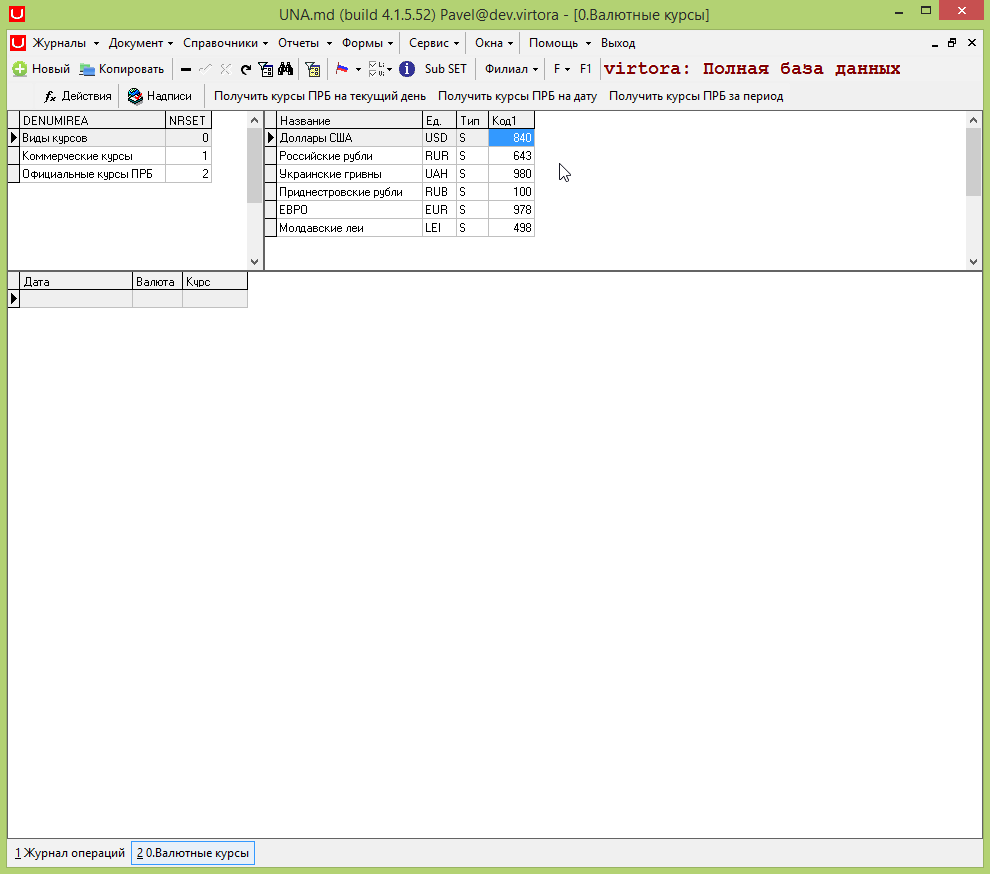 UNA.md (build 4.1.5.52) Pavel@dev.virtora - [0.Валютные курсы]
Журналы Документ Справочники Отчеты Формы Сервис Окна Помощь Выход
Новый Копировать Sub SET Филиал F F1 virtora: Полная база данных
fx Действия Надписи Получить курсы ПРБ на текущий день Получить курсы ПРБ на дату Получить курсы ПРБ за период
DENUMIREA NRSET
Виды курсов 0
Коммерческие курсы 1
Официальные курсы ПРБ 2
Название Ед. Тип Код1
Доллары США USD S 840
Российские рубли RUR S 643
Украинские гривны UAH S 980
Приднестровские рубли RUB S 100
ЕВРО EUR S 978
Молдавские леи LEI S 498
Дата Валюта Курс
1 Журнал операций 2 0.Валютные курсы